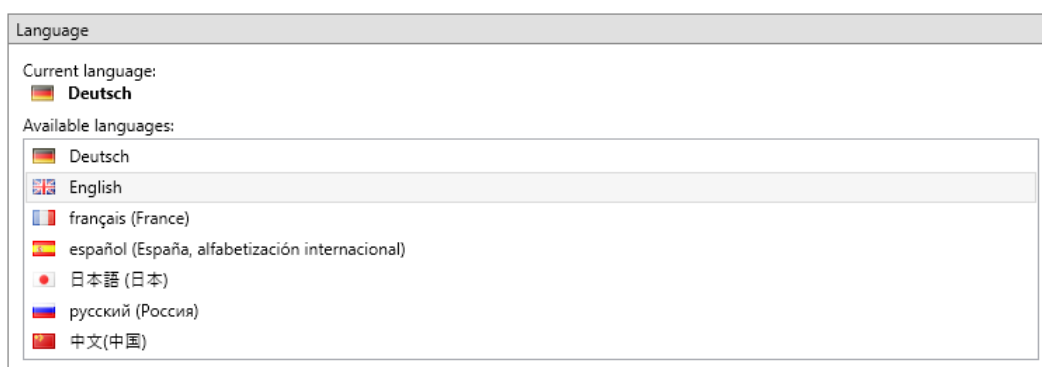 Language
Current language:
Deutsch
Available languages:
Deutsch
English
français (France)
español (España, alfabetización internacional)
日本語 (日本)
русский (Россия)
中文(中国)